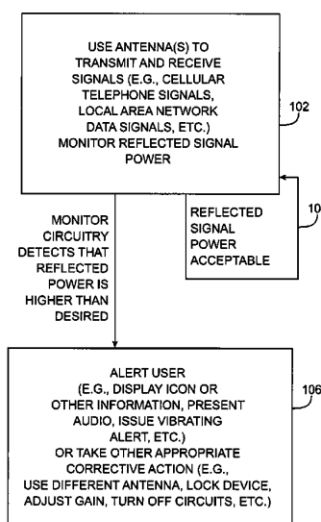 USE ANTENNA(S) TO
TRANSMIT AND RECEIVE
SIGNALS (E.G., CELLULAR
TELEPHONE SIGNALS,
LOCAL AREA NETWORK
DATA SIGNALS, ETC.)
MONITOR REFLECTED SIGNAL
POWER
102
MONITOR
CIRCUITRY
DETECTS THAT
REFLECTED
POWER IS
HIGHER THAN
DESIRED
REFLECTED
SIGNAL
POWER
ACCEPTABLE
10
ALERT USER
(E.G., DISPLAY ICON OR
OTHER INFORMATION, PRESENT
AUDIO, ISSUE VIBRATING
ALERT, ETC.)
OR TAKE OTHER APPROPRIATE
CORRECTIVE ACTION (E.G.,
USE DIFFERENT ANTENNA, LOCK DEVICE,
ADJUST GAIN, TURN OFF CIRCUITS, ETC.)
106